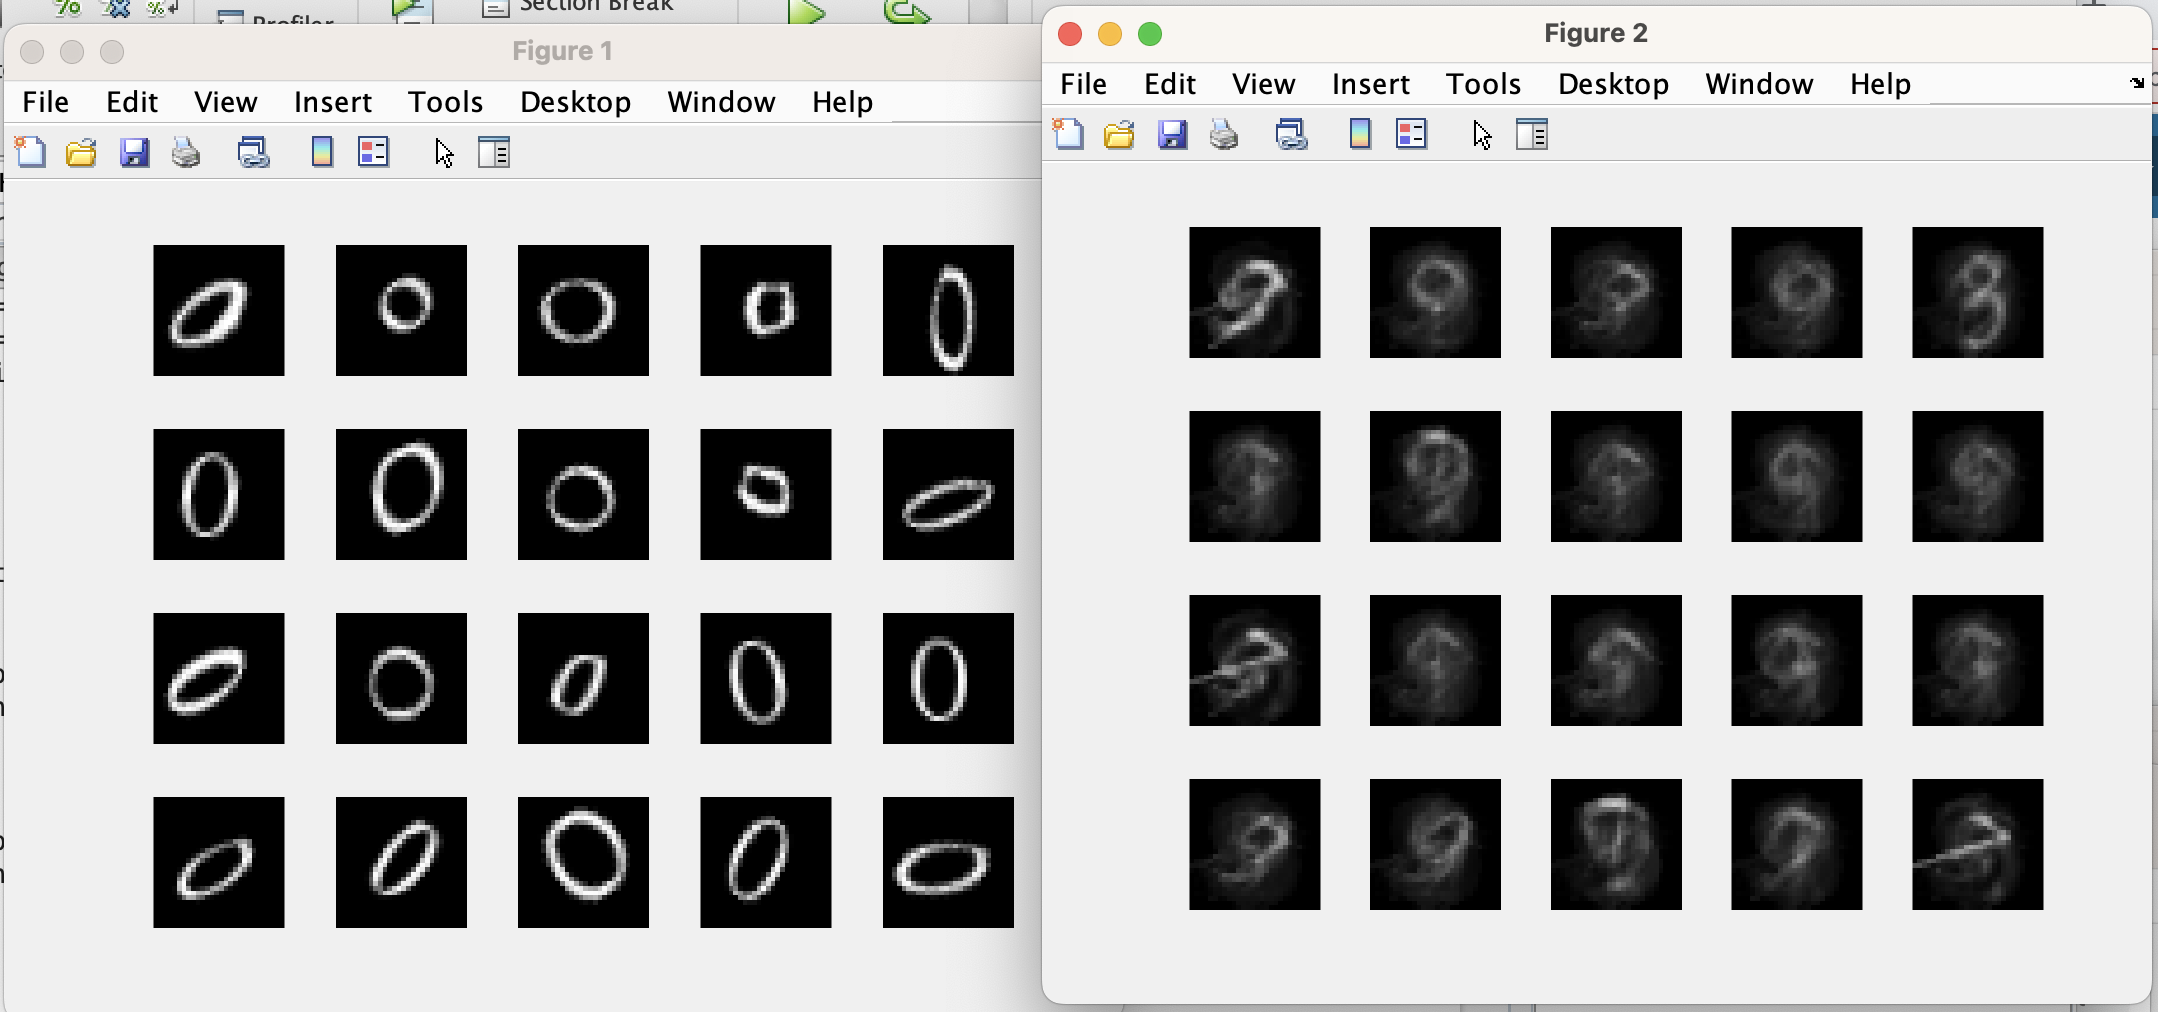 Section Break
Profiler
Figure 1
File Edit View Insert Tools Desktop Window Help
Figure 2
File Edit View Insert Tools Desktop Window Help